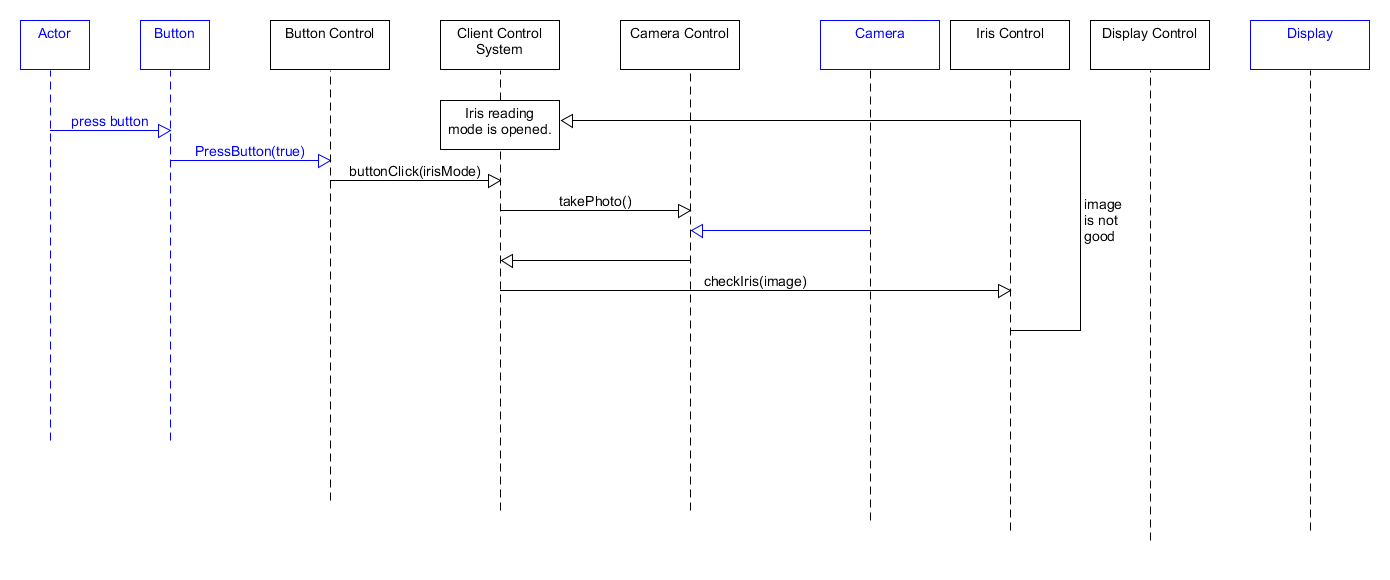 Actor
Button
Button Control
Client Control
System
Camera Control
Camera
Iris Control
Display Control
Display
Iris reading
mode is opened.
press button
PressButton(true)
buttonClick(irisMode)
takePhoto()
image
is not
good
checkIris(image)